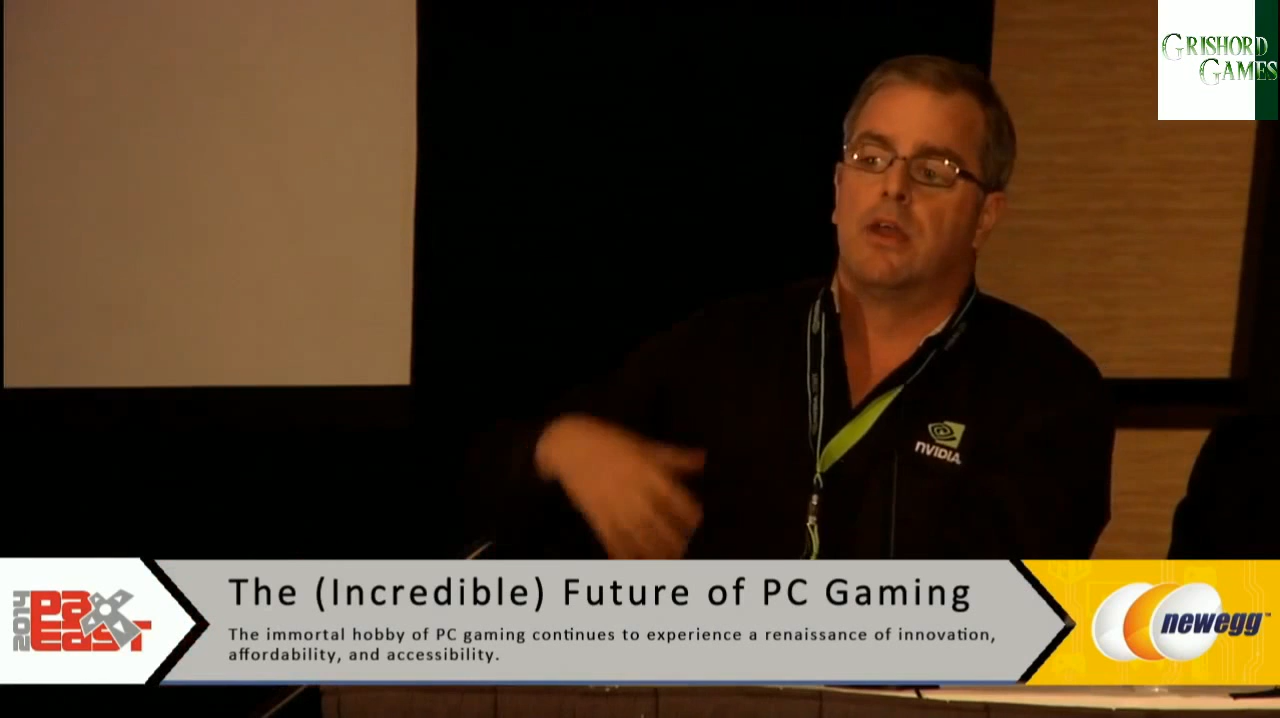 GRISHORD
GAMES
NVIDIA
2014
Pax
East
The (Incredible) Future of PC Gaming
The immortal hobby of PC gaming continues to experience a renaissance of innovation,
affordability, and accessibility.
newegg™